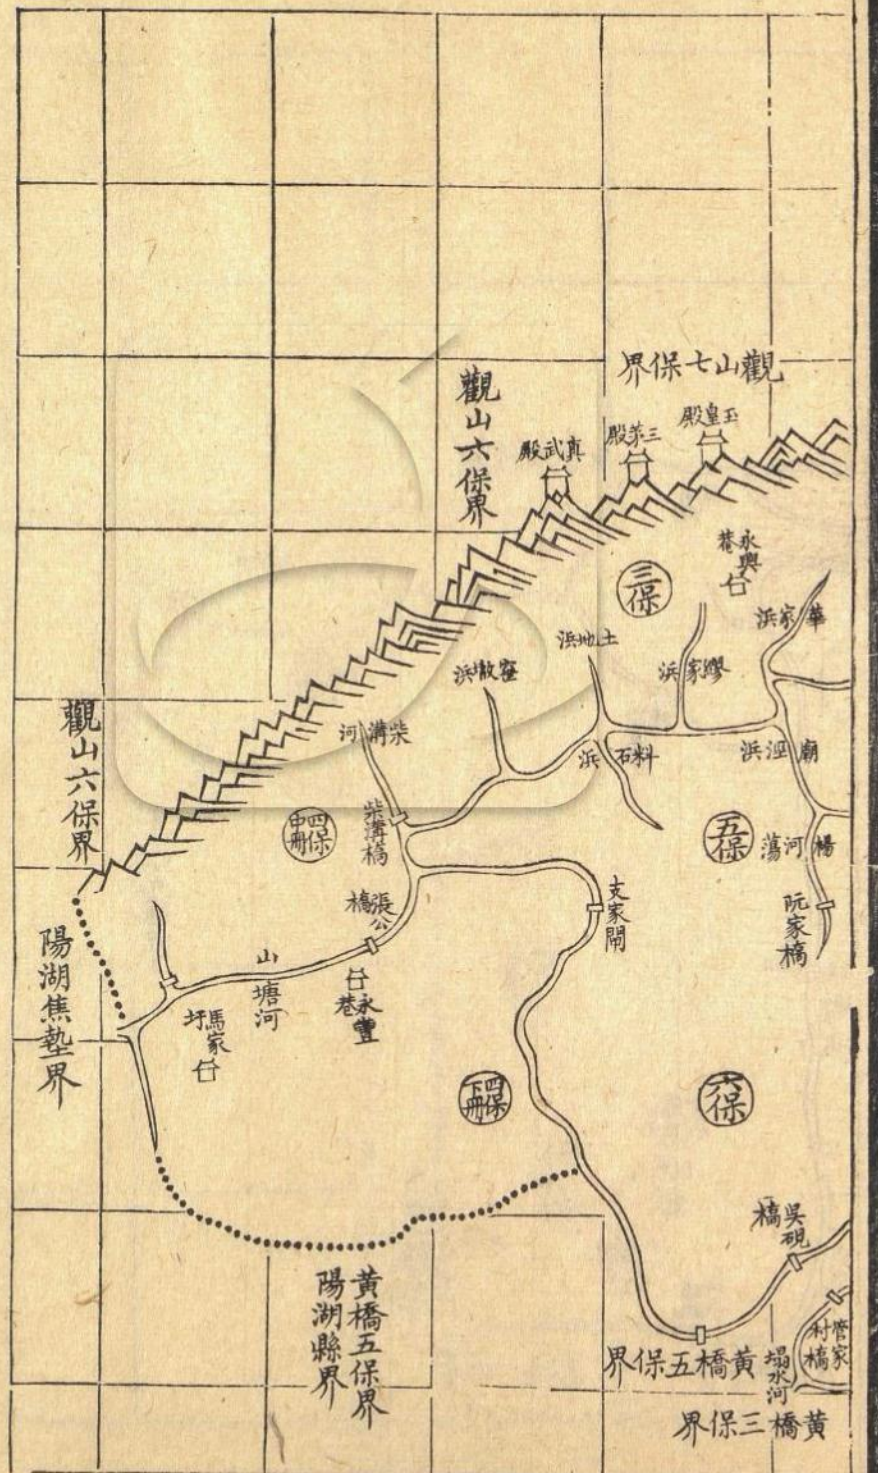 觀山七保界
觀山六保界
玉皇殿
三茅殿
真武殿
永興菴
三保
華家浜
繆家浜
土地浜
窑墩浜
廟涇浜
料石浜
柴溝河
柴溝橋
四保中冊
五保
楊河蕩
阮家橋
支家閘
張公橋
永豐菴
山塘河
馬家圩
觀山六保界
陽湖焦墊界
四保下冊
六保
吳硯橋
管家村橋
塌水河
黃橋五保界
黃橋三保界
黃橋五保界
陽湖縣界